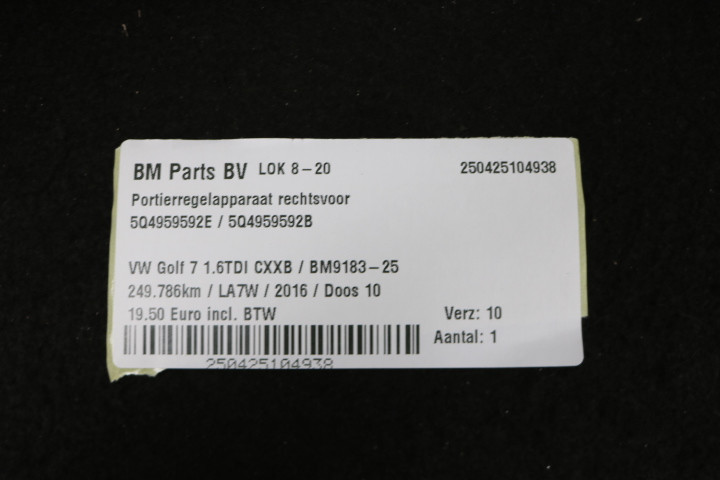 BM Parts BV LOK 8-20 250425104938
Portierregelapparaat rechtsvoor
5Q4959592E / 5Q4959592B
VW Golf 7 1.6TDI CXXB / BM9183-25
249.786km / LA7W / 2016 / Doos 10
19.50 Euro incl. BTW Verz: 10
Aantal: 1
250425104938